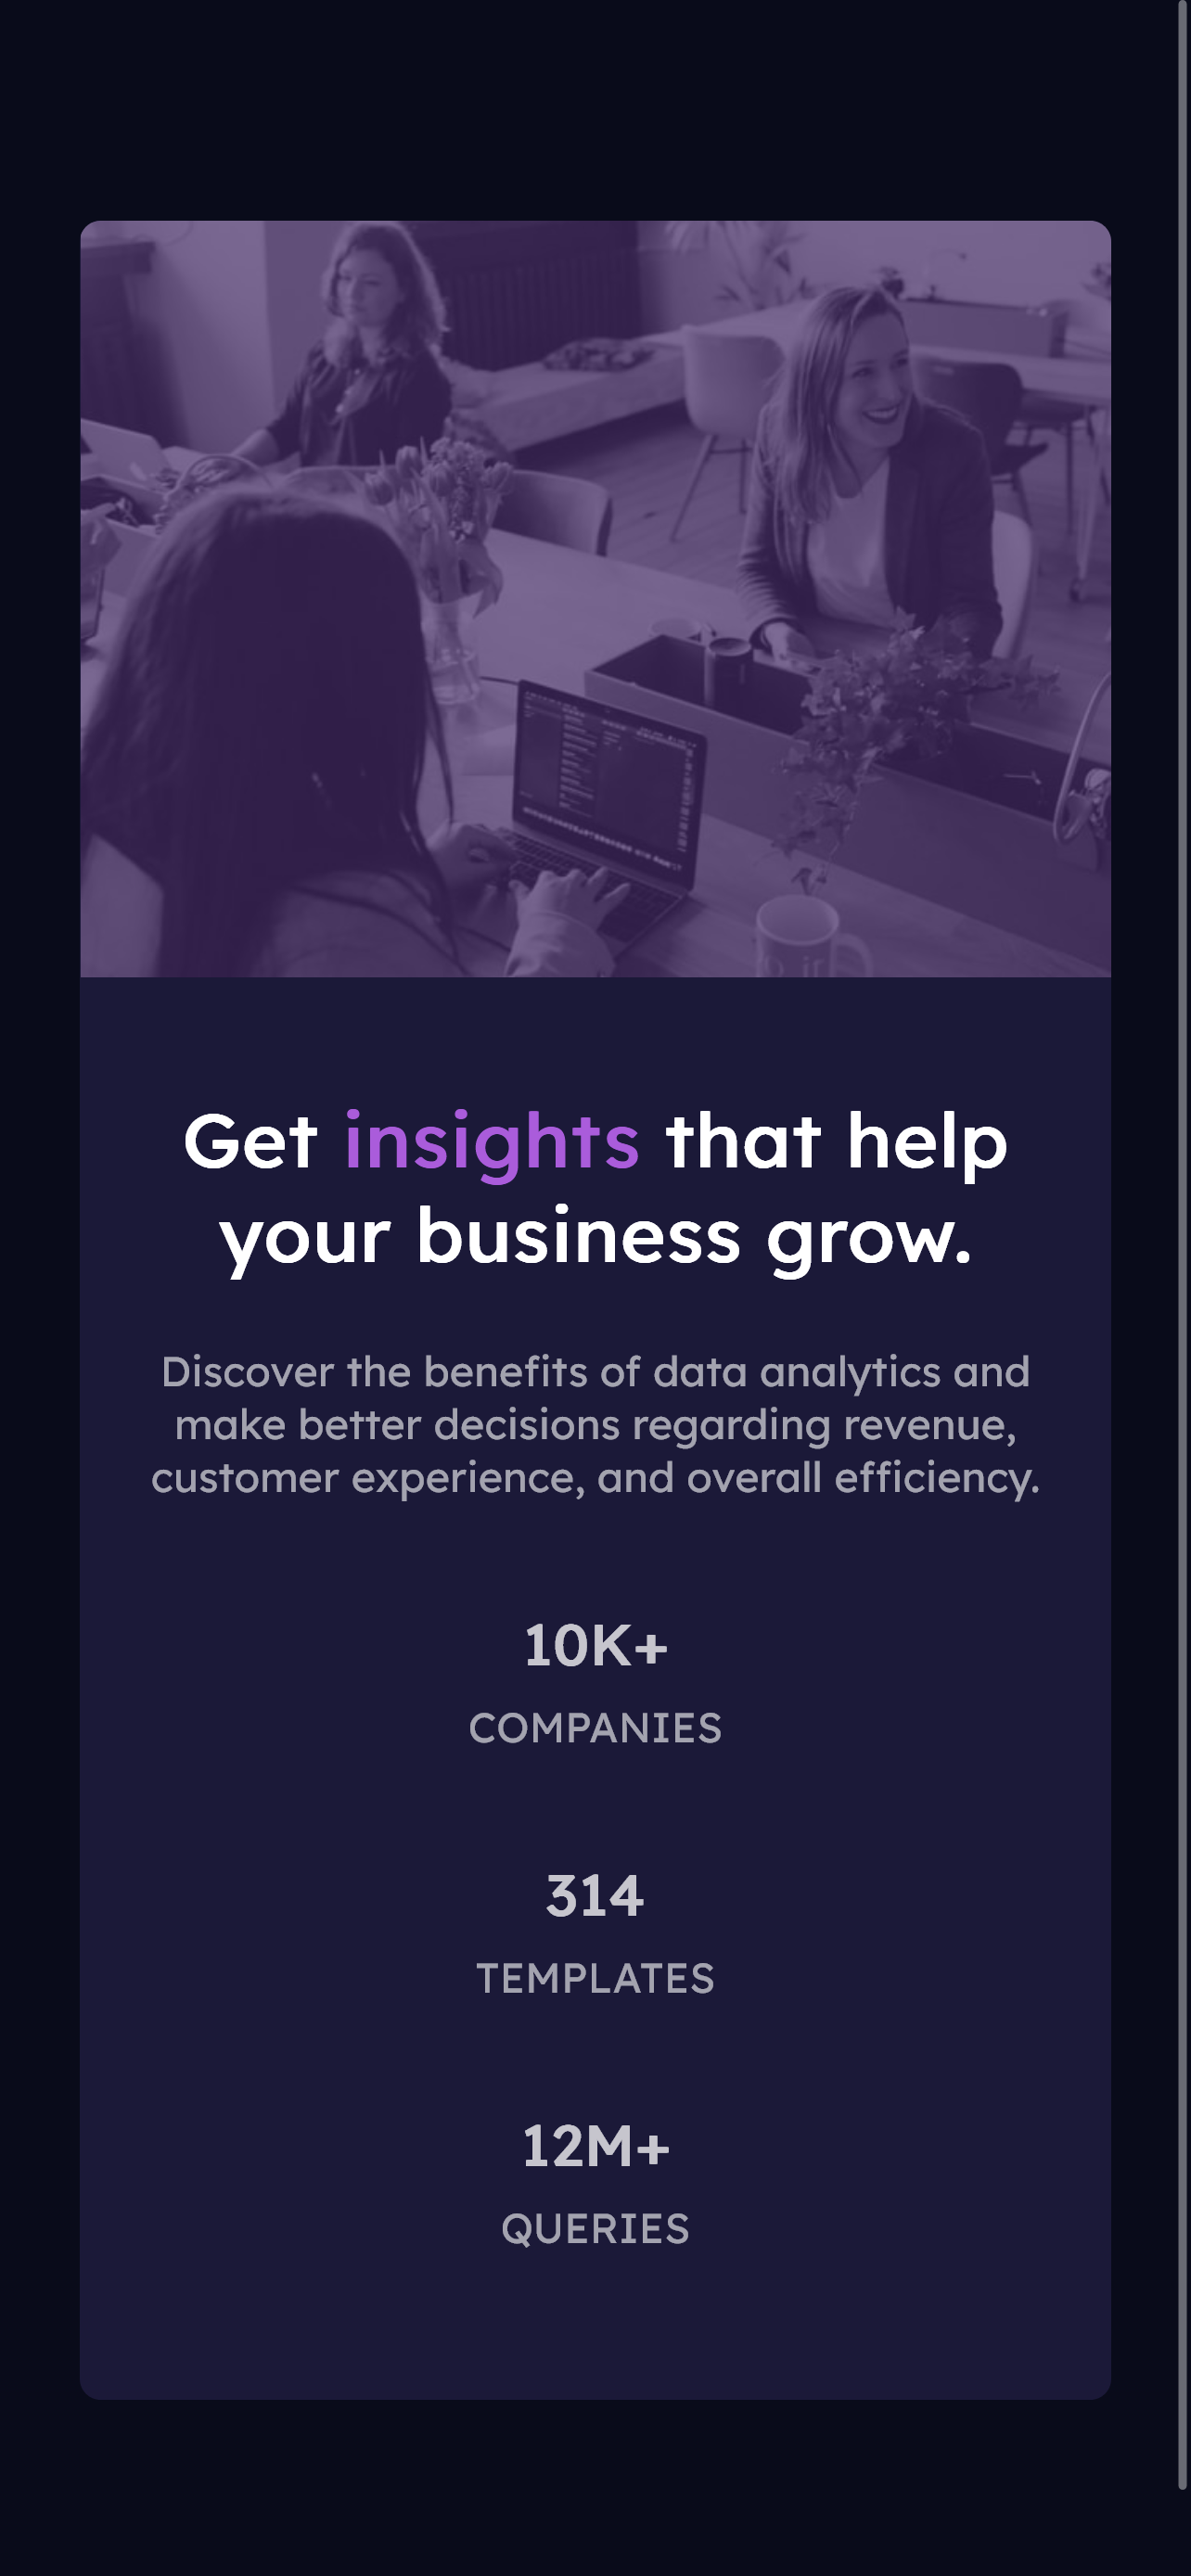 Get insights that help
your business grow.
Discover the benefits of data analytics and
make better decisions regarding revenue,
customer experience, and overall efficiency.
10K+
COMPANIES
314
TEMPLATES
12M+
QUERIES